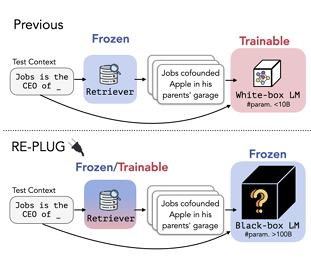 Previous
Frozen
Trainable
Test Context
Jobs is the
CEO of _
Retriever
Jobs cofounded
Apple in his
parents' garage
White-box LM
#param. <10B
RE-PLUG
Frozen/Trainable
Frozen
Test Context
Jobs is the
CEO of _
Retriever
Jobs cofounded
Apple in his
parents' garage
?
Black-box LM
#param. >100B